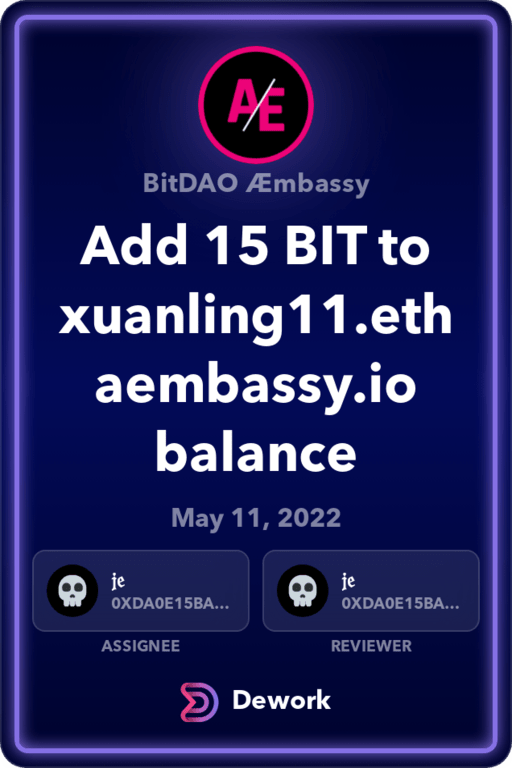 AE
BitDAO Æmbassy
Add 15 BIT to
xuanling11.eth
aembassy.io
balance
May 11, 2022
𝔧𝔢
0XDA0E15BA...
𝔧𝔢
0XDA0E15BA...
ASSIGNEE
REVIEWER
Dework